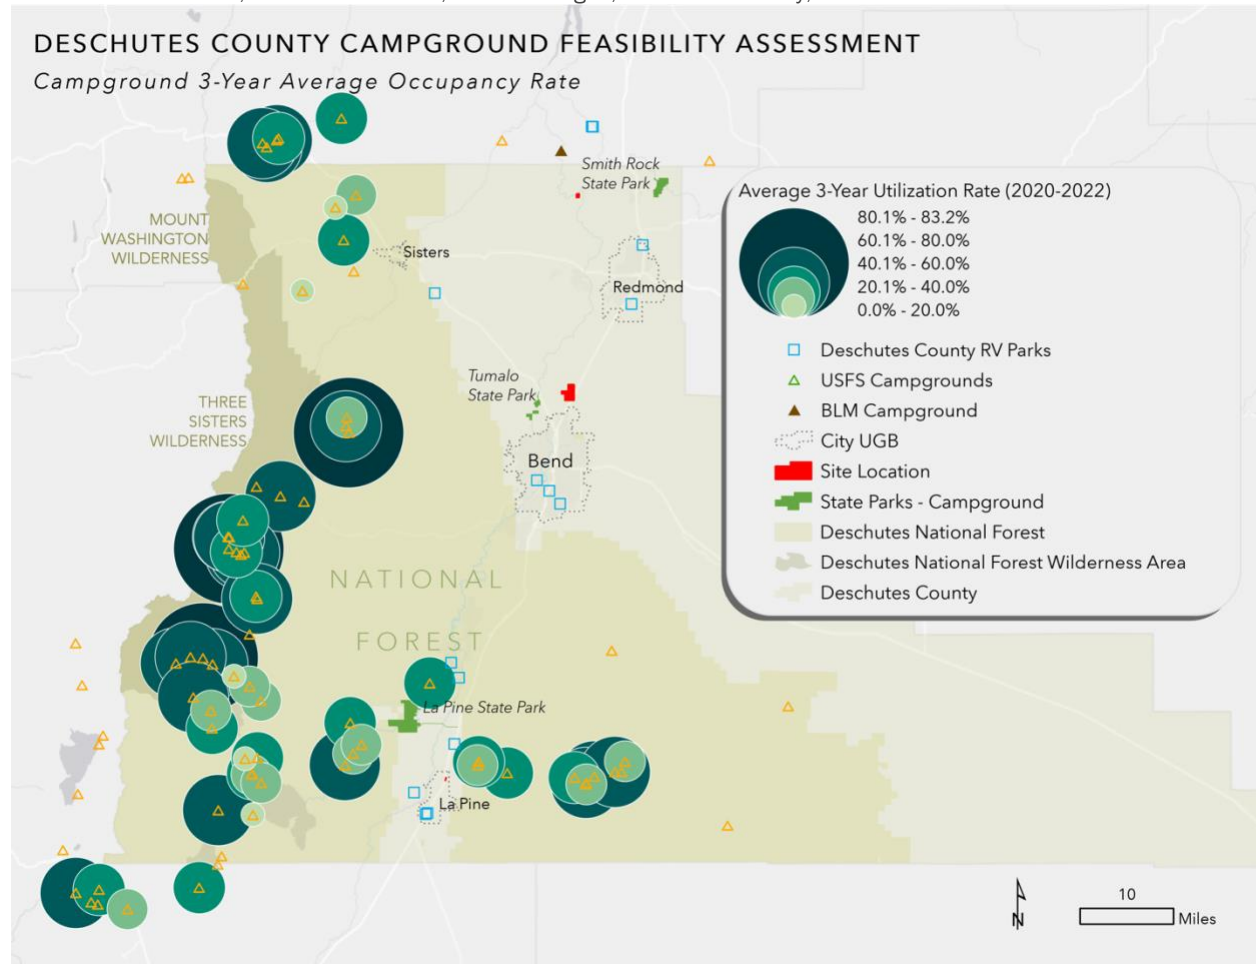 DESCHUTES COUNTY CAMPGROUND FEASIBILITY ASSESSMENT
Campground 3-Year Average Occupancy Rate
Smith Rock
State Park
MOUNT
WASHINGTON
WILDERNESS
Sisters
Redmond
Tumalo
State Park
THREE
SISTERS
WILDERNESS
Bend
NATIONAL
FOREST
La Pine State Park
La Pine
Average 3-Year Utilization Rate (2020-2022)
80.1% - 83.2%
60.1% - 80.0%
40.1% - 60.0%
20.1% - 40.0%
0.0% - 20.0%
Deschutes County RV Parks
USFS Campgrounds
BLM Campground
City UGB
Site Location
State Parks - Campground
Deschutes National Forest
Deschutes National Forest Wilderness Area
Deschutes County
N
10
Miles